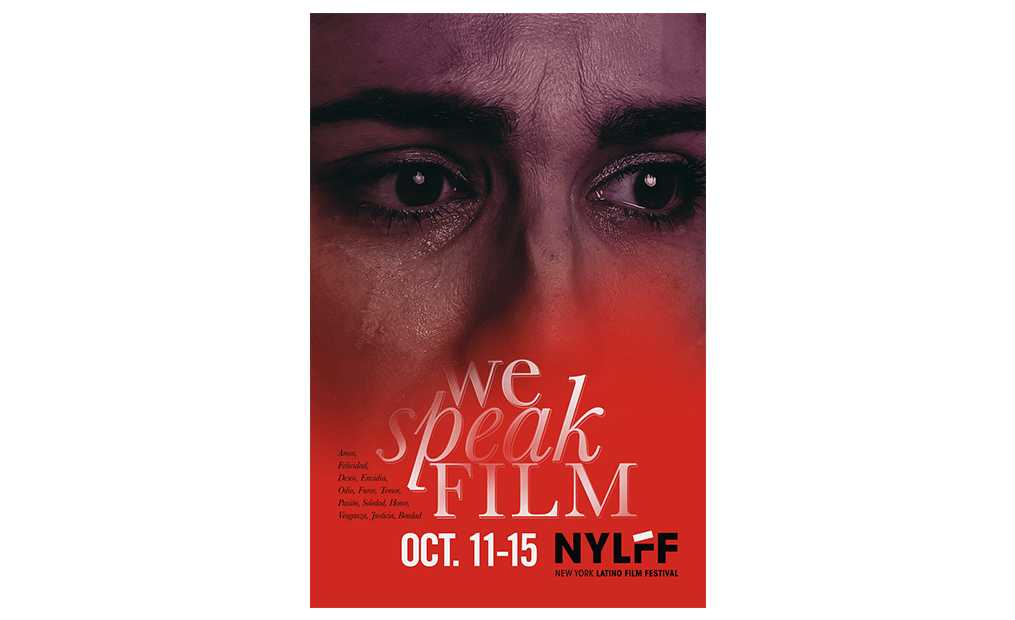 we
speak
FILM
Amor,
Felicidad,
Deseo, Envidia,
Odio, Furor, Temor,
Pasión, Soledad, Honor,
Venganza, Justicia, Bondad
OCT. 11-15
NYLFF
NEW YORK LATINO FILM FESTIVAL